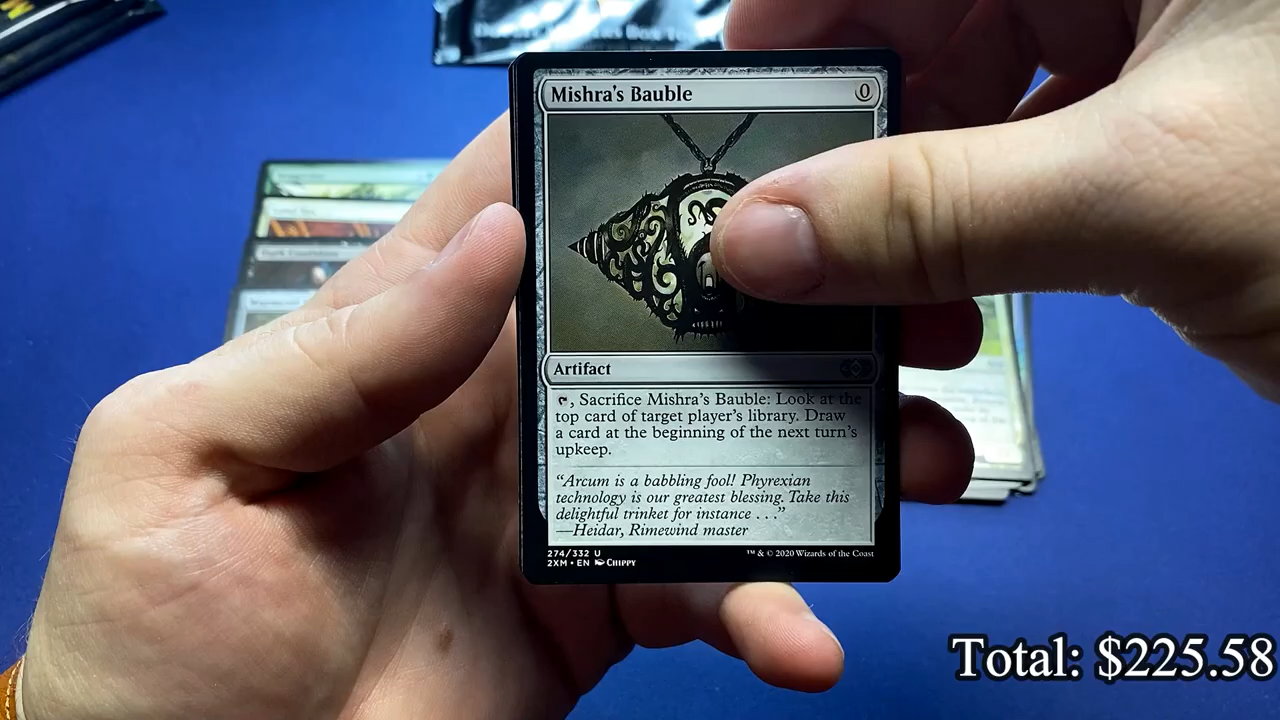 Mishra's Bauble
0
Artifact
, Sacrifice Mishra's Bauble: Look at the
top card of target player's library. Draw
a card at the beginning of the next turn's
upkeep.
"Arcum is a babbling fool! Phyrexian
technology is our greatest blessing. Take this
delightful trinket for instance . . ."
—Heidar, Rimewind master
274/332 U
2XM • EN CHIPPY
™ & © 2020 Wizards of the Coast
Total: $225.58